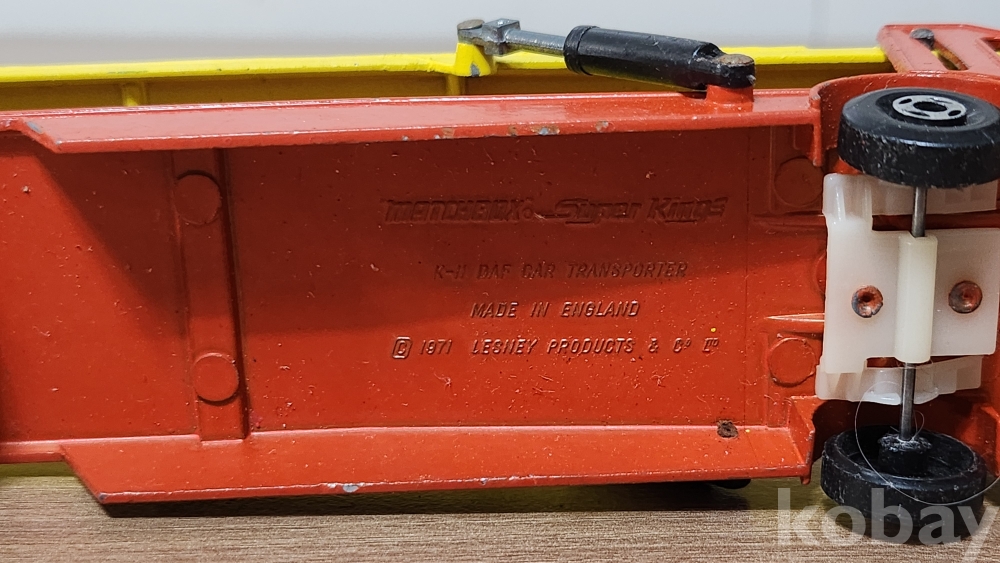 Matchbox Super Kings
K-11 DAF CAR TRANSPORTER
MADE IN ENGLAND
© 1971 LESNEY PRODUCTS & Cº Lᵀᴰ
kobay